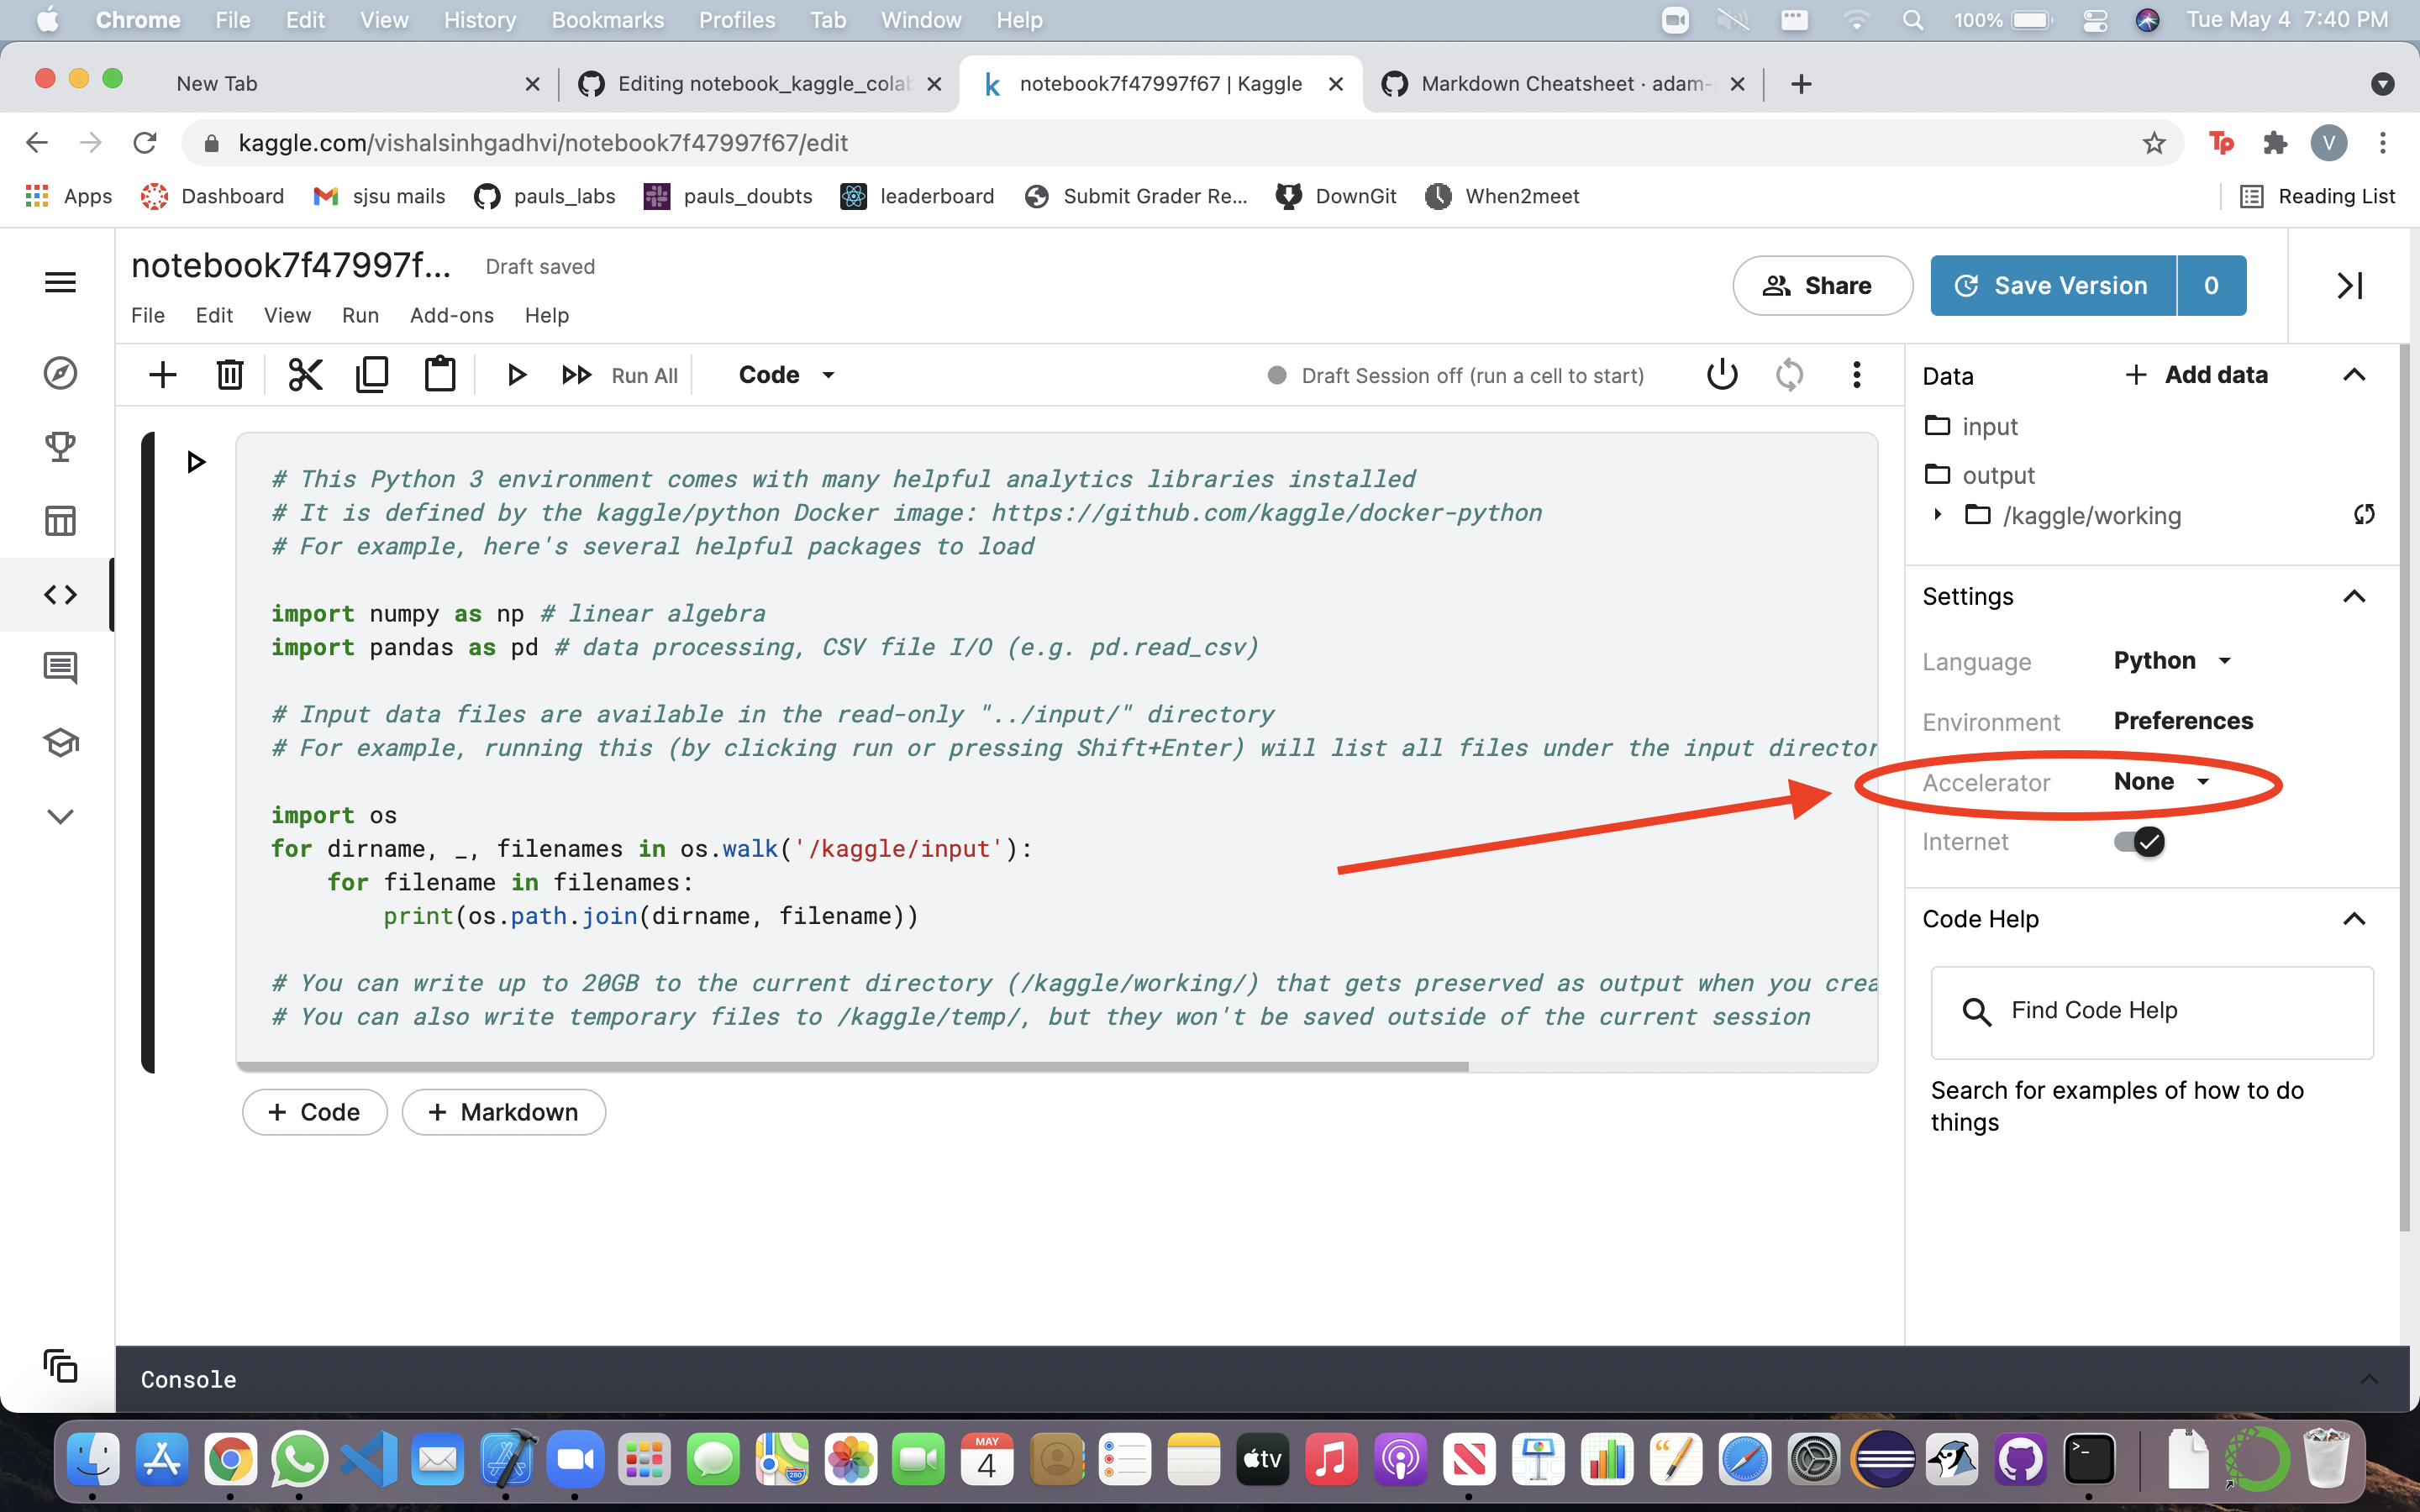 Chrome File Edit View History Bookmarks Profiles Tab Window Help 100% Tue May 4 7:40 PM
New Tab Editing notebook_kaggle_colab notebook7f47997f67 | Kaggle Markdown Cheatsheet · adam-
kaggle.com/vishalsinhgadhvi/notebook7f47997f67/edit Tp V
Apps Dashboard sjsu mails pauls_labs pauls_doubts leaderboard Submit Grader Re... DownGit When2meet Reading List
notebook7f47997f... Draft saved
Share Save Version 0
File Edit View Run Add-ons Help
Run All Code Draft Session off (run a cell to start)
# This Python 3 environment comes with many helpful analytics libraries installed
# It is defined by the kaggle/python Docker image: https://github.com/kaggle/docker-python
# For example, here's several helpful packages to load
import numpy as np # linear algebra
import pandas as pd # data processing, CSV file I/O (e.g. pd.read_csv)
# Input data files are available in the read-only "../input/" directory
# For example, running this (by clicking run or pressing Shift+Enter) will list all files under the input director
import os
for dirname, _, filenames in os.walk('/kaggle/input'):
for filename in filenames:
print(os.path.join(dirname, filename))
# You can write up to 20GB to the current directory (/kaggle/working/) that gets preserved as output when you crea
# You can also write temporary files to /kaggle/temp/, but they won't be saved outside of the current session
+ Code + Markdown
Data + Add data
input
output
/kaggle/working
Settings
Language Python
Environment Preferences
Accelerator None
Internet
Code Help
Find Code Help
Search for examples of how to do
things
Console
MAY
4
280
tv
>_